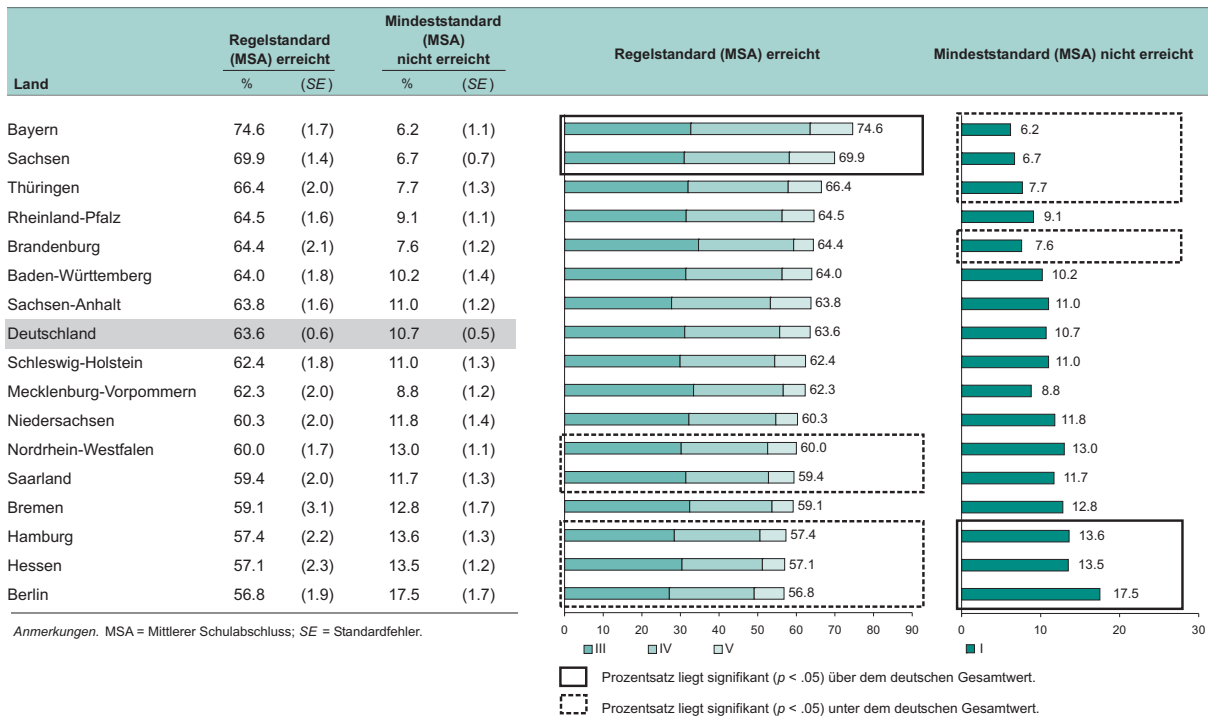 Land
Regelstandard (MSA) erreicht
% (SE)
Mindeststandard (MSA) nicht erreicht
% (SE)
Regelstandard (MSA) erreicht
Mindeststandard (MSA) nicht erreicht
Bayern 74.6 (1.7) 6.2 (1.1) 74.6 6.2
Sachsen 69.9 (1.4) 6.7 (0.7) 69.9 6.7
Thüringen 66.4 (2.0) 7.7 (1.3) 66.4 7.7
Rheinland-Pfalz 64.5 (1.6) 9.1 (1.1) 64.5 9.1
Brandenburg 64.4 (2.1) 7.6 (1.2) 64.4 7.6
Baden-Württemberg 64.0 (1.8) 10.2 (1.4) 64.0 10.2
Sachsen-Anhalt 63.8 (1.6) 11.0 (1.2) 63.8 11.0
Deutschland 63.6 (0.6) 10.7 (0.5) 63.6 10.7
Schleswig-Holstein 62.4 (1.8) 11.0 (1.3) 62.4 11.0
Mecklenburg-Vorpommern 62.3 (2.0) 8.8 (1.2) 62.3 8.8
Niedersachsen 60.3 (2.0) 11.8 (1.4) 60.3 11.8
Nordrhein-Westfalen 60.0 (1.7) 13.0 (1.1) 60.0 13.0
Saarland 59.4 (2.0) 11.7 (1.3) 59.4 11.7
Bremen 59.1 (3.1) 12.8 (1.7) 59.1 12.8
Hamburg 57.4 (2.2) 13.6 (1.3) 57.4 13.6
Hessen 57.1 (2.3) 13.5 (1.2) 57.1 13.5
Berlin 56.8 (1.9) 17.5 (1.7) 56.8 17.5
Anmerkungen. MSA = Mittlerer Schulabschluss; SE = Standardfehler.
0 10 20 30 40 50 60 70 80 90
III IV V
0 10 20 30
I
Prozentsatz liegt signifikant (p < .05) über dem deutschen Gesamtwert.
Prozentsatz liegt signifikant (p < .05) unter dem deutschen Gesamtwert.